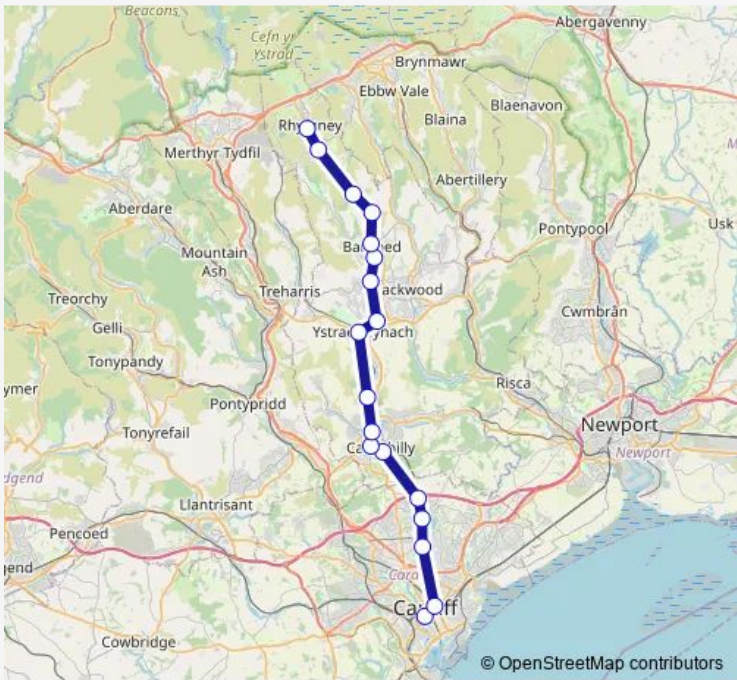 Beacons
Abergavenny
Cefn yr
Ystrad
Brynmawr
Ebbw Vale
Blaenavon
Blaina
Merthyr Tydfil
Abertillery
Aberdare
Usk
Pontypool
Mountain
Ash
Treharris
Treorchy
Cwmbrân
Gelli
Tonypandy
Risca
Pontypridd
Tonyrefail
Newport
Newport
Llantrisant
Pencoed
Cowbridge
© OpenStreetMap contributors